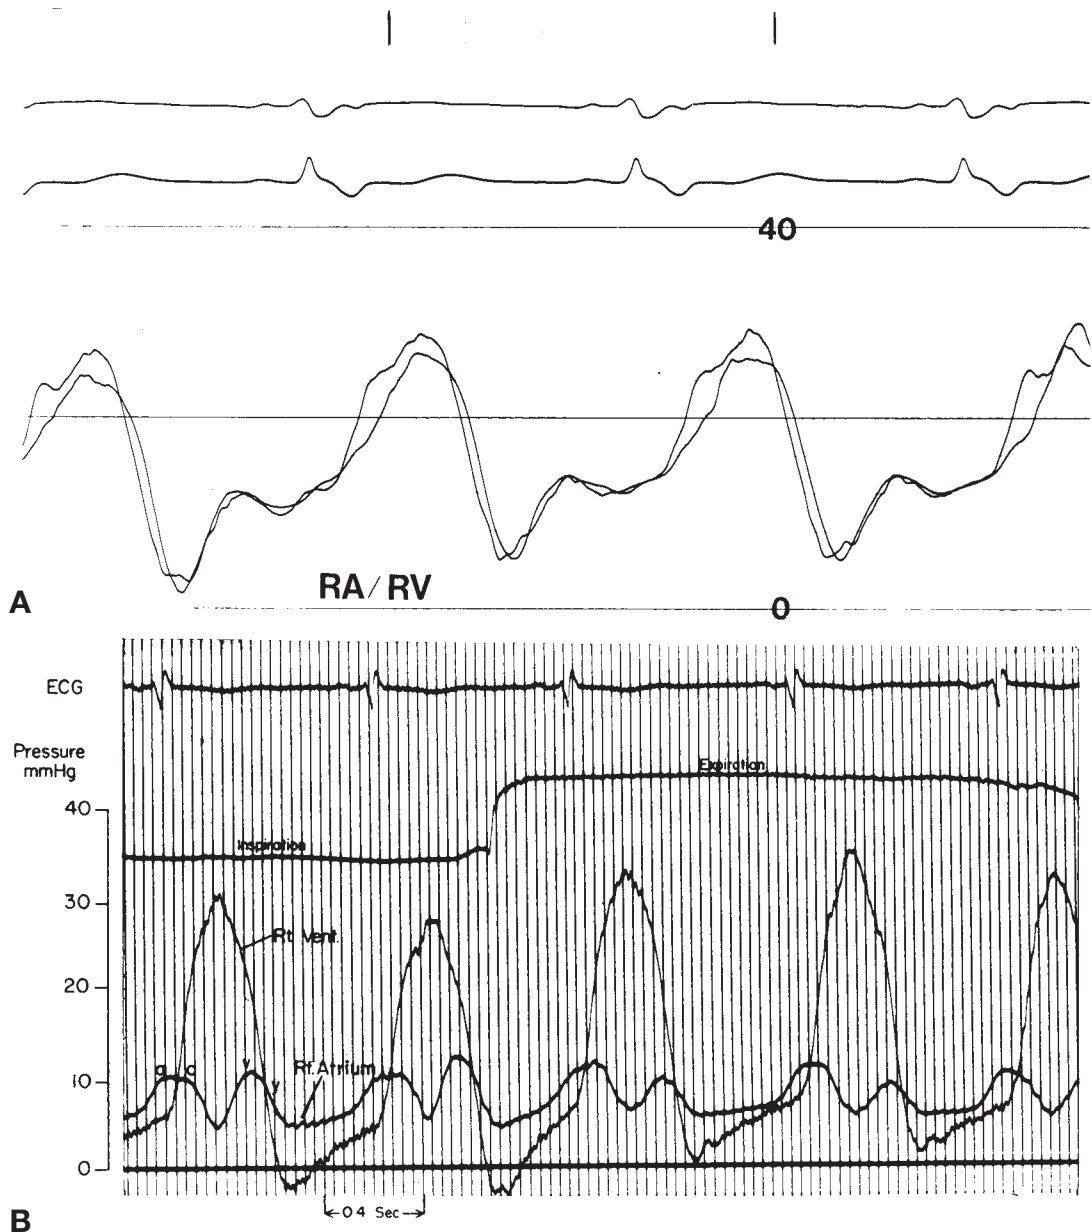 40
RA/RV
0
A
ECG
Pressure
mmHg
Expiration
40
Inspiration
30
Rt. Vent.
20
a c v y
Rt. Atrium
10
0
0.4 Sec
B